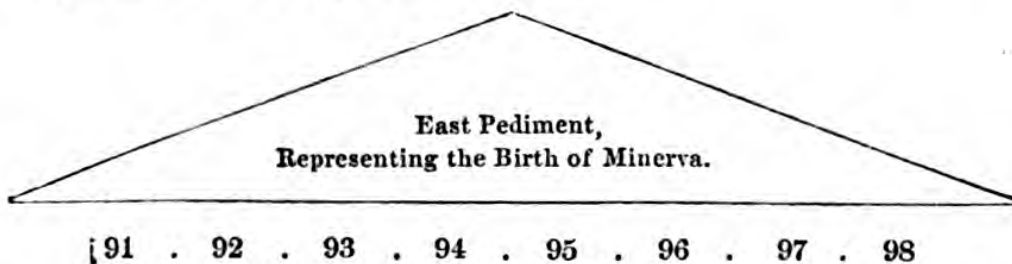 East Pediment,
Representing the Birth of Minerva.
[91 . 92 . 93 . 94 . 95 . 96 . 97 . 98